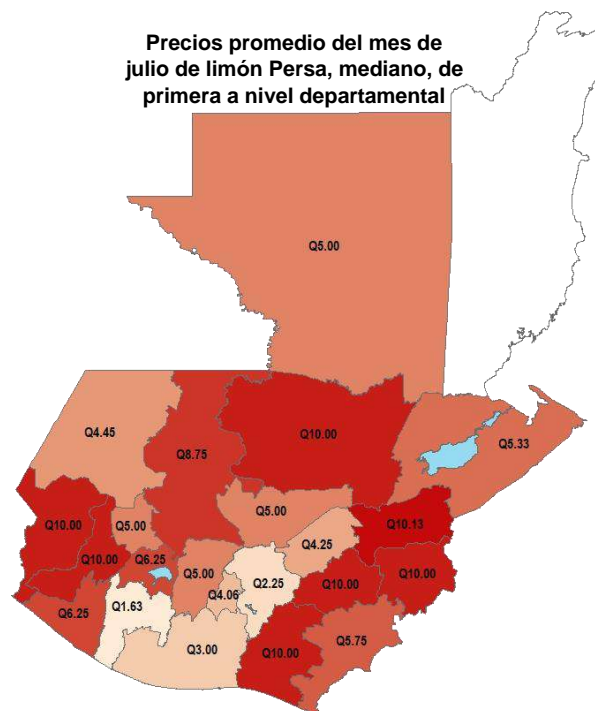 Precios promedio del mes de
julio de limón Persa, mediano, de
primera a nivel departamental
Q5.00
Q4.45
Q8.75
Q10.00
Q5.33
Q10.00
Q5.00
Q5.00
Q10.13
Q10.00
Q6.25
Q5.00
Q4.25
Q10.00
Q6.25
Q1.63
Q4.06
Q2.25
Q10.00
Q3.00
Q10.00
Q5.75